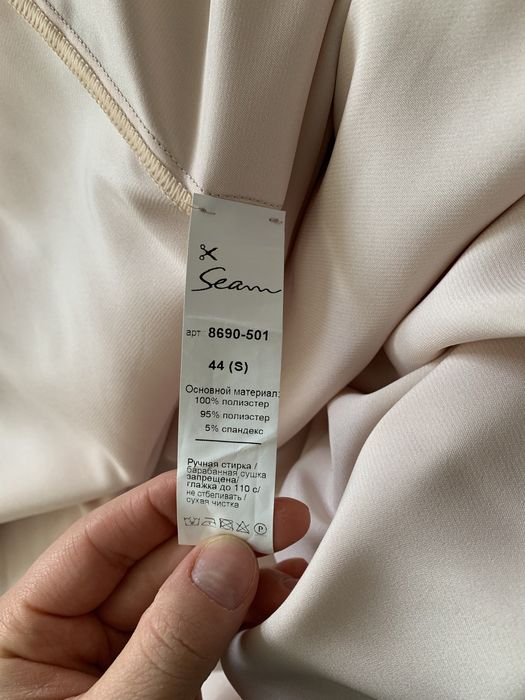 Seam
арт 8690-501
44 (S)
Основной материал:
100% полиэстер
95% полиэстер
5% спандекс
Ручная стирка /
барабанная сушка
запрещена/
глажка до 110 с/
не отбеливать /
сухая чистка
P